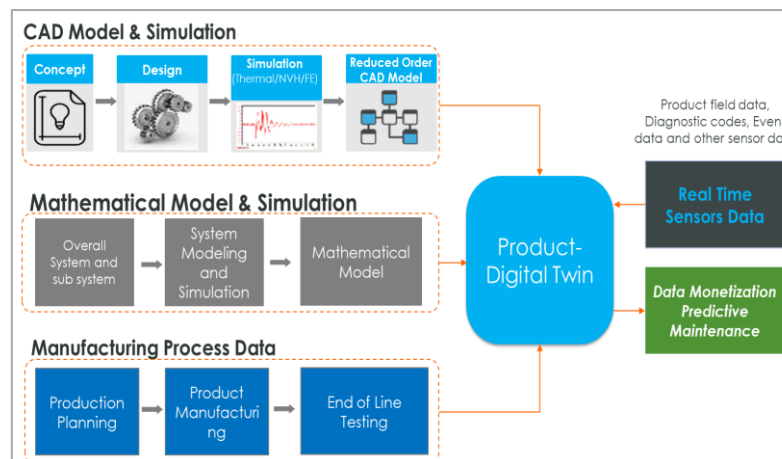 CAD Model & Simulation
Concept
Design
Simulation
(Thermal/NVH/FE)
Reduced Order
CAD Model
Product field data,
Diagnostic codes, Even
data and other sensor da
Real Time
Sensors Data
Mathematical Model & Simulation
Overall
System and
sub system
System
Modeling
and
Simulation
Mathematical
Model
Product-
Digital Twin
Data Monetization
Predictive
Maintenance
Manufacturing Process Data
Production
Planning
Product
Manufacturi
ng
End of Line
Testing